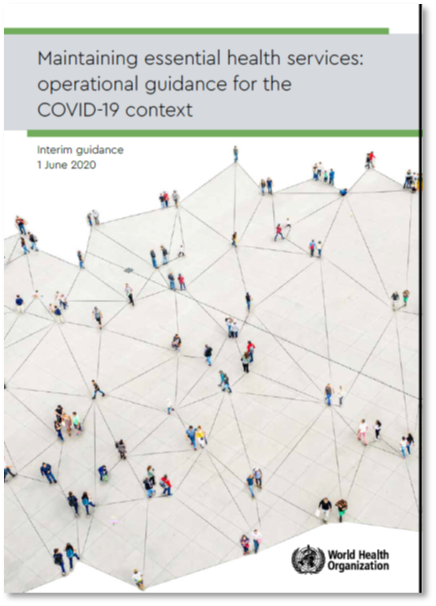 Maintaining essential health services:
operational guidance for the
COVID-19 context
Interim guidance
1 June 2020
World Health
Organization